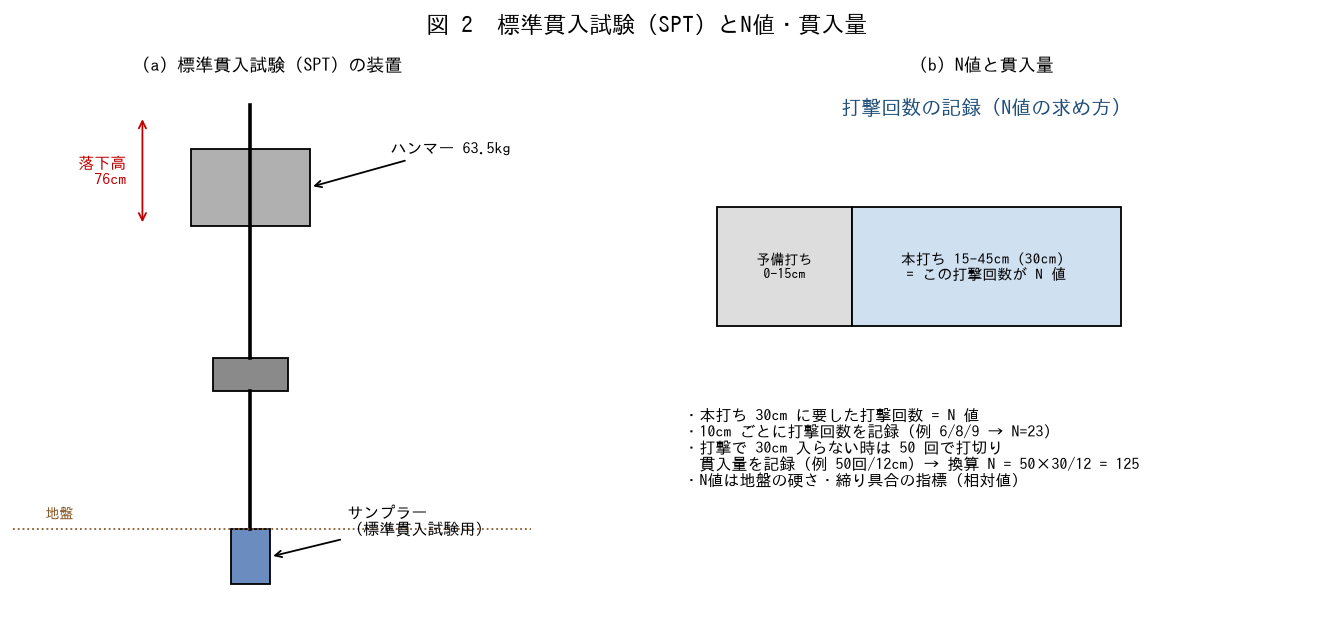 図 2　標準貫入試験（SPT）とN値・貫入量
（a）標準貫入試験（SPT）の装置
落下高
76cm
ハンマー 63.5kg
地盤
サンプラー
（標準貫入試験用）
（b）N値と貫入量
打撃回数の記録（N値の求め方）
予備打ち
0-15cm
本打ち 15-45cm（30cm）
= この打撃回数が N 値
・本打ち 30cm に要した打撃回数 = N 値
・10cm ごとに打撃回数を記録（例 6/8/9 → N=23）
・打撃で 30cm 入らない時は 50 回で打切り
貫入量を記録（例 50回/12cm）→ 換算 N = 50×30/12 = 125
・N値は地盤の硬さ・締り具合の指標（相対値）